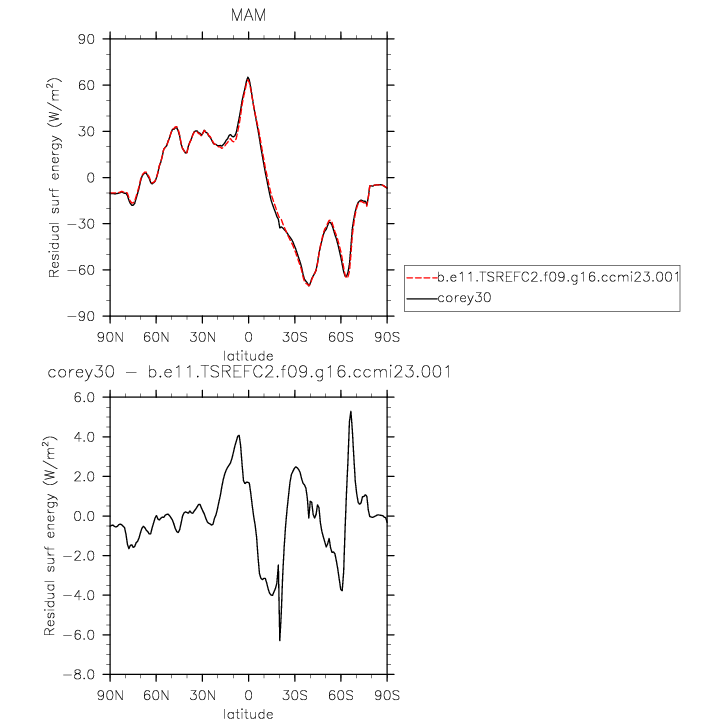 MAM
Residual surf energy (W/m²)
90
60
30
0
−30
−60
−90
90N 60N 30N 0 30S 60S 90S
latitude
b.e11.TSREFC2.f09.g16.ccmi23.001
corey30
corey30 − b.e11.TSREFC2.f09.g16.ccmi23.001
Residual surf energy (W/m²)
6.0
4.0
2.0
0.0
−2.0
−4.0
−6.0
−8.0
90N 60N 30N 0 30S 60S 90S
latitude